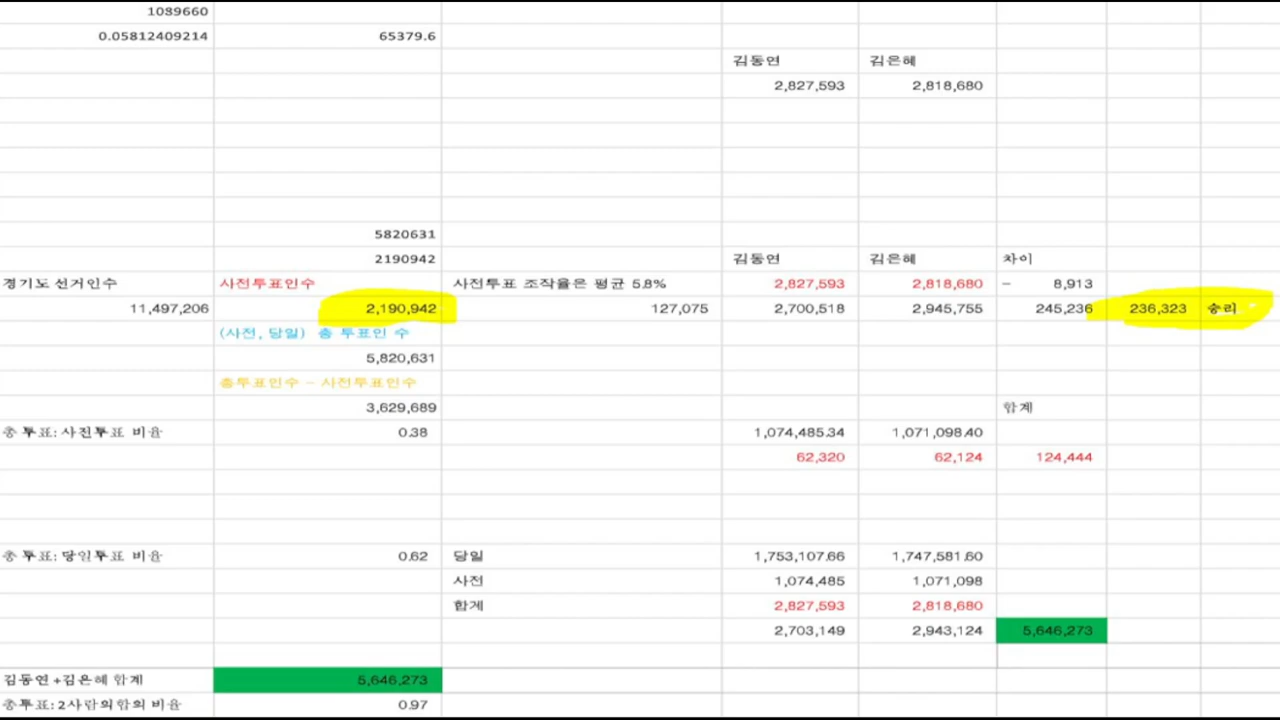 1089660
0.05812409214 65379.6
김동연 김은혜
2,827,593 2,818,680
5820631
2190942 김동연 김은혜 차이
경기도 선거인수 사전투표인수 사전투표 조작율은 평균 5.8% 2,827,593 2,818,680 - 8,913
11,497,206 2,190,942 127,075 2,700,518 2,945,755 245,236 236,323 승리
(사전, 당일) 총 투표인 수
5,820,631
총투표인수 - 사전투표인수
3,629,689 합계
총 투표: 사전투표 비율 0.38 1,074,485.34 1,071,098.40
62,320 62,124 124,444
총 투표: 당일투표 비율 0.62 당일 1,753,107.66 1,747,581.60
사전 1,074,485 1,071,098
합계 2,827,593 2,818,680
2,703,149 2,943,124 5,646,273
김동연+김은혜 합계 5,646,273
총투표: 2사람의합의 비율 0.97